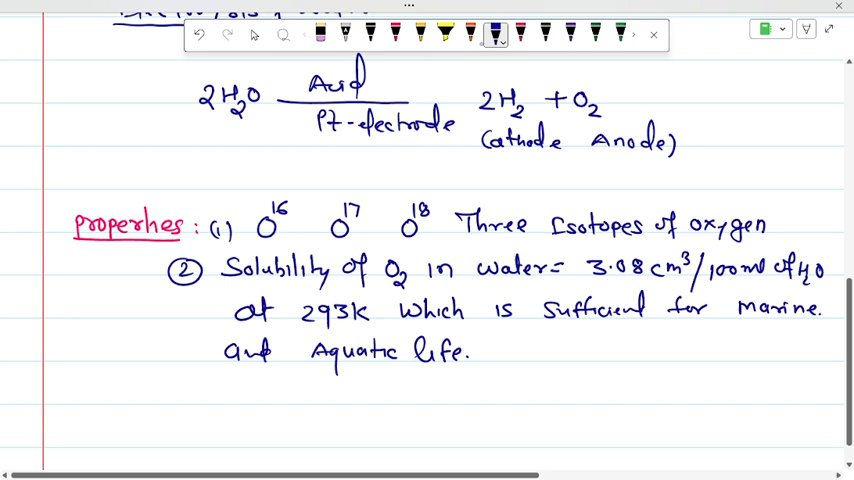 2H₂O Acid / Pt-electrode 2H₂ + O₂
(Cathode Anode)
Properties : (1) O¹⁶ O¹⁷ O¹⁸ Three Isotopes of oxygen
② Solubility of O₂ in water = 3.08 cm³/100ml of H₂O
at 293K which is sufficient for marine.
and Aquatic life.